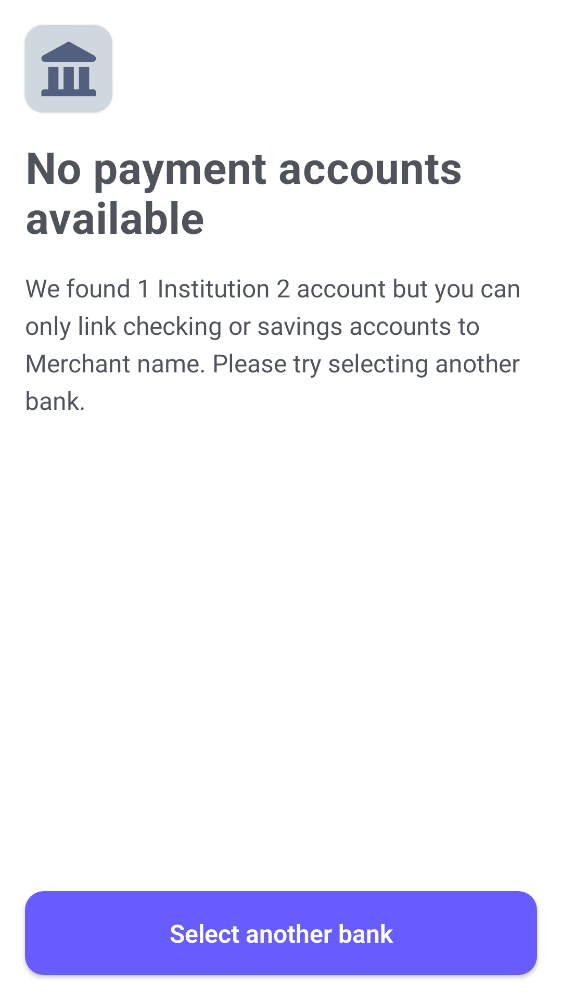 No payment accounts
available
We found 1 Institution 2 account but you can
only link checking or savings accounts to
Merchant name. Please try selecting another
bank.
Select another bank